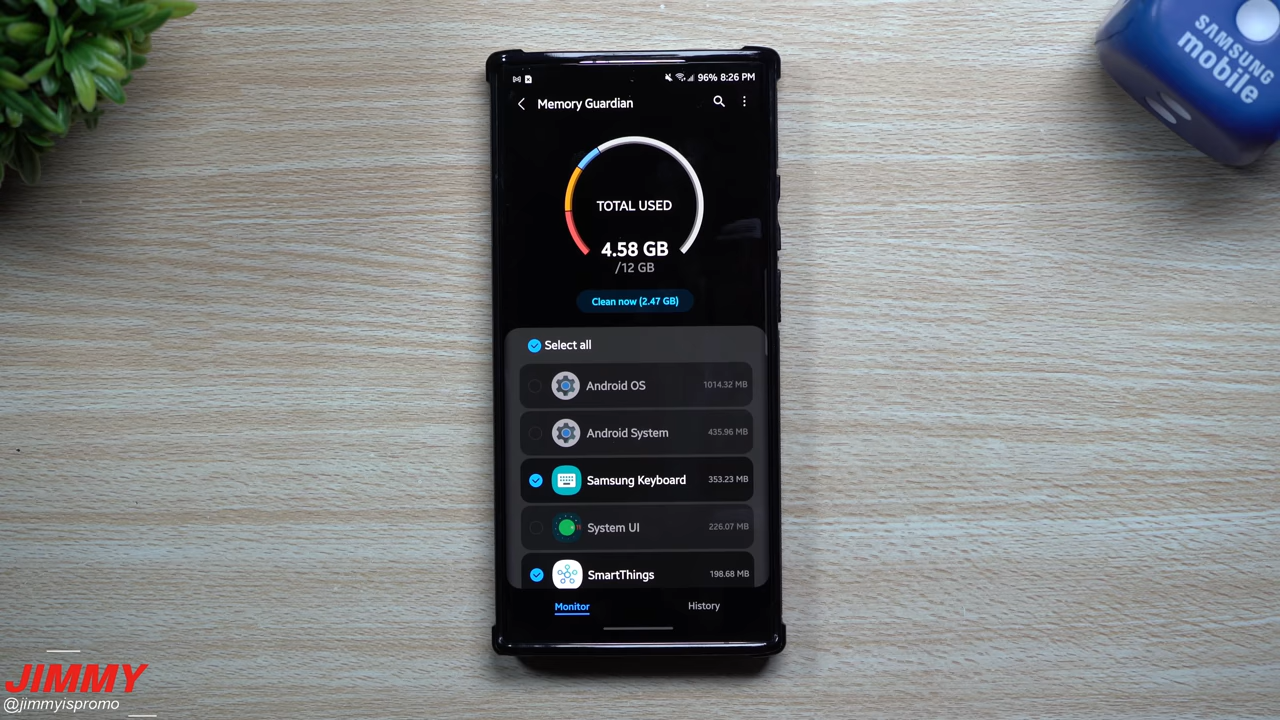 96% 8:26 PM
Memory Guardian
TOTAL USED
4.58 GB
/12 GB
Clean now (2.47 GB)
Select all
Android OS 1014.32 MB
Android System 435.96 MB
Samsung Keyboard 353.23 MB
System UI 226.07 MB
SmartThings 198.68 MB
Monitor History
SAMSUNG
mobile
JIMMY
@jimmyispromo